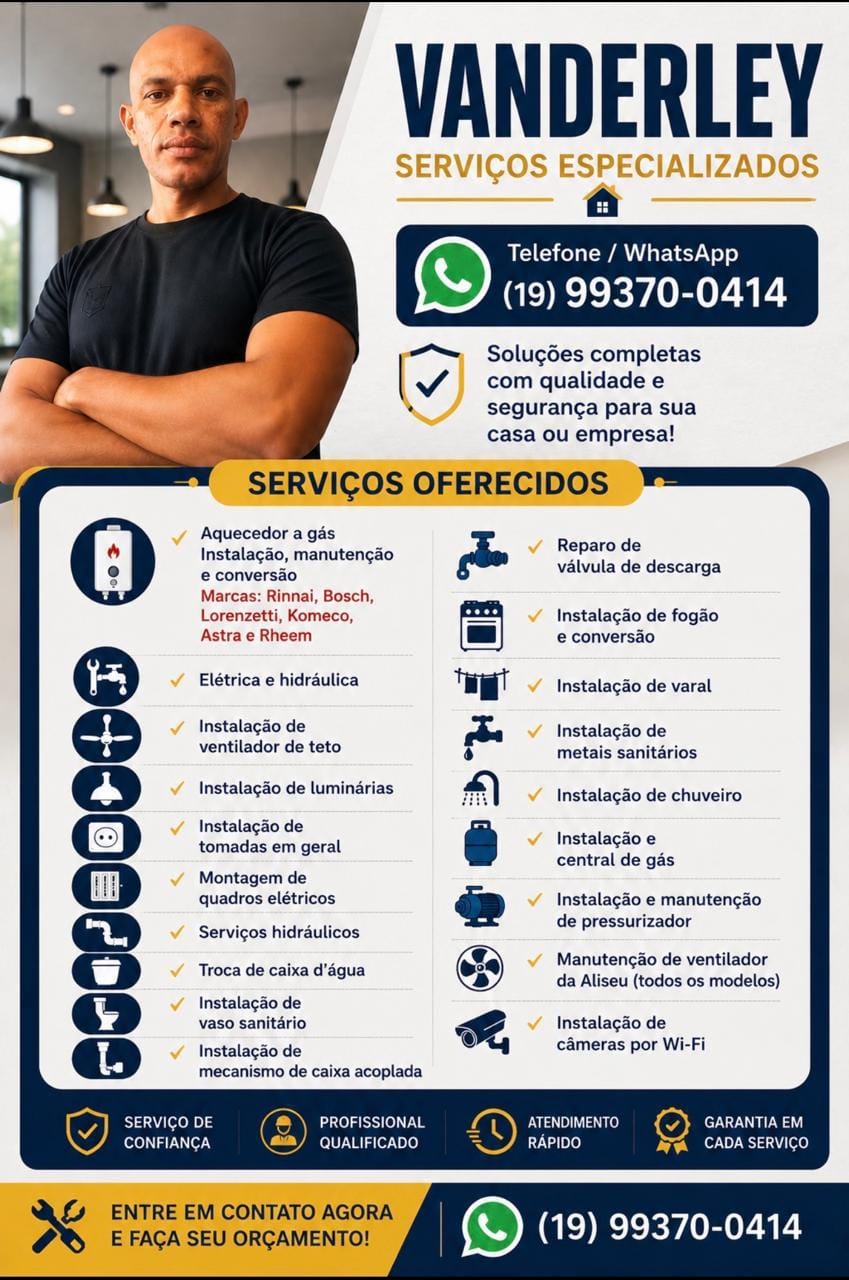 VANDERLEY
SERVIÇOS ESPECIALIZADOS
Telefone / WhatsApp
(19) 99370-0414
Soluções completas
com qualidade e
segurança para sua
casa ou empresa!
SERVIÇOS OFERECIDOS
Aquecedor a gás
Instalação, manutenção
e conversão
Marcas: Rinnai, Bosch,
Lorenzetti, Komeco,
Astra e Rheem
Elétrica e hidráulica
Instalação de
ventilador de teto
Instalação de luminárias
Instalação de
tomadas em geral
Montagem de
quadros elétricos
Serviços hidráulicos
Troca de caixa d'água
Instalação de
vaso sanitário
Instalação de
mecanismo de caixa acoplada
Reparo de
válvula de descarga
Instalação de fogão
e conversão
Instalação de varal
Instalação de
metais sanitários
Instalação de chuveiro
Instalação e
central de gás
Instalação e manutenção
de pressurizador
Manutenção de ventilador
da Aliseu (todos os modelos)
Instalação de
câmeras por Wi-Fi
SERVIÇO DE
CONFIANÇA
PROFISSIONAL
QUALIFICADO
ATENDIMENTO
RÁPIDO
GARANTIA EM
CADA SERVIÇO
ENTRE EM CONTATO AGORA
E FAÇA SEU ORÇAMENTO!
(19) 99370-0414